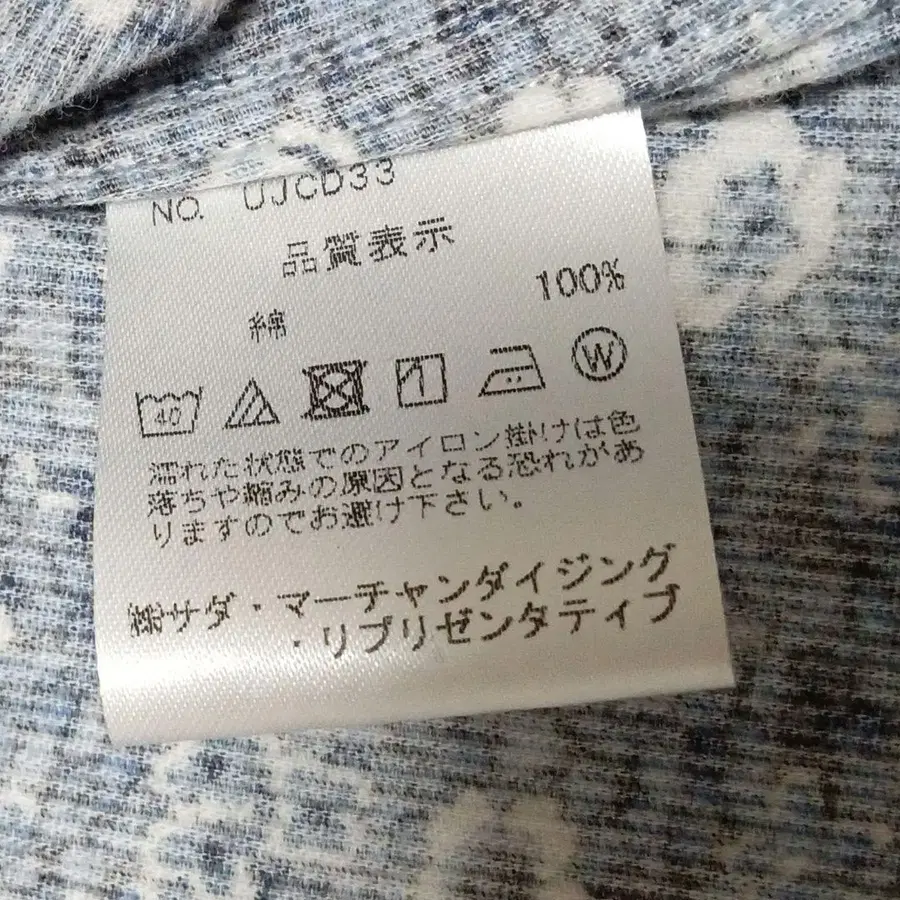 NO. UJCD33
品質表示
綿 100%
40 W
濡れた状態でのアイロン掛けは色
落ちや縮みの原因となる恐れがあ
りますのでお避け下さい。
㈱サダ・マーチャンダイジング
・リプリゼンタティブ